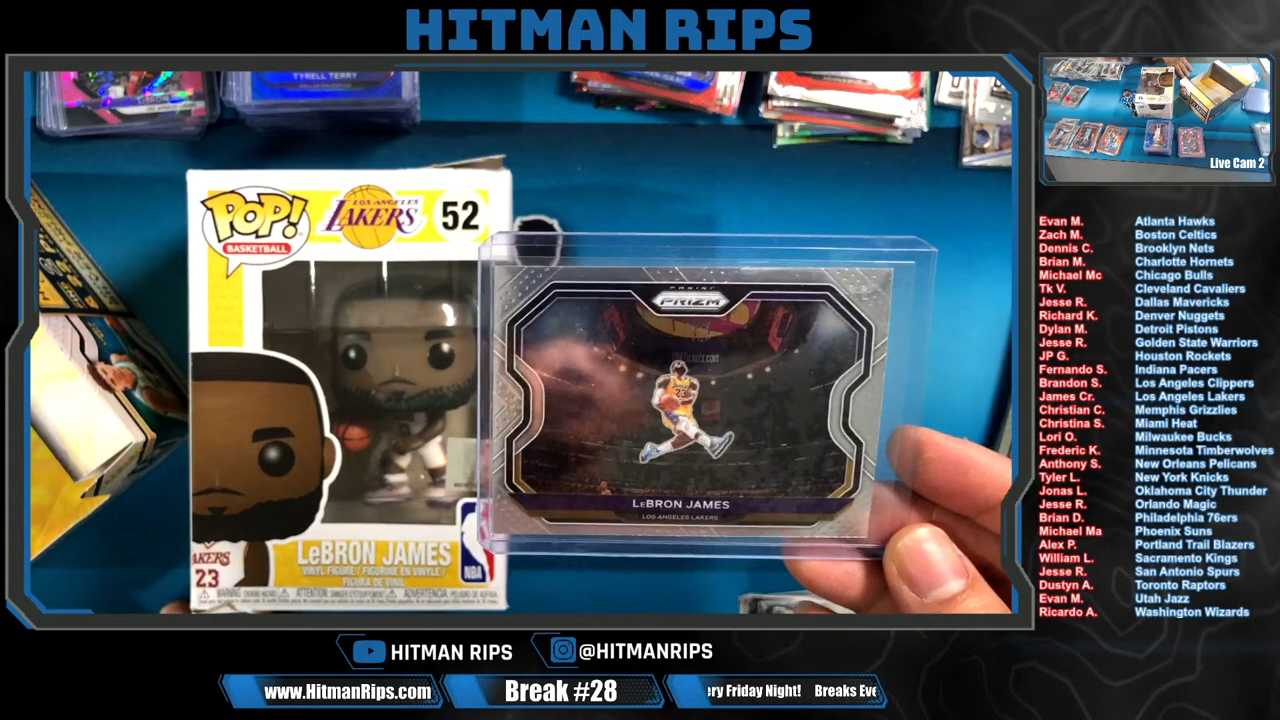 HITMAN RIPS
TYRELL TERRY
POP!
BASKETBALL
LOS ANGELES
LAKERS
52
LeBRON JAMES
VINYL FIGURE / FIGURINE EN VINYLE /
FIGURA DE VINIL
AKERS
23
NBA
PANINI
PRIZM
23
LeBRON JAMES
LOS ANGELES LAKERS
Live Cam 2
Evan M. Atlanta Hawks
Zach M. Boston Celtics
Dennis C. Brooklyn Nets
Brian M. Charlotte Hornets
Michael Mc Chicago Bulls
Tk V. Cleveland Cavaliers
Jesse R. Dallas Mavericks
Richard K. Denver Nuggets
Dylan M. Detroit Pistons
Jesse R. Golden State Warriors
JP G. Houston Rockets
Fernando S. Indiana Pacers
Brandon S. Los Angeles Clippers
James Cr. Los Angeles Lakers
Christian C. Memphis Grizzlies
Christina S. Miami Heat
Lori O. Milwaukee Bucks
Frederic K. Minnesota Timberwolves
Anthony S. New Orleans Pelicans
Tyler L. New York Knicks
Jonas L. Oklahoma City Thunder
Jesse R. Orlando Magic
Brian D. Philadelphia 76ers
Michael Ma Phoenix Suns
Alex P. Portland Trail Blazers
William L. Sacramento Kings
Jesse R. San Antonio Spurs
Dustyn A. Toronto Raptors
Evan M. Utah Jazz
Ricardo A. Washington Wizards
HITMAN RIPS
@HITMANRIPS
www.HitmanRips.com
Break #28
ery Friday Night! Breaks Eve